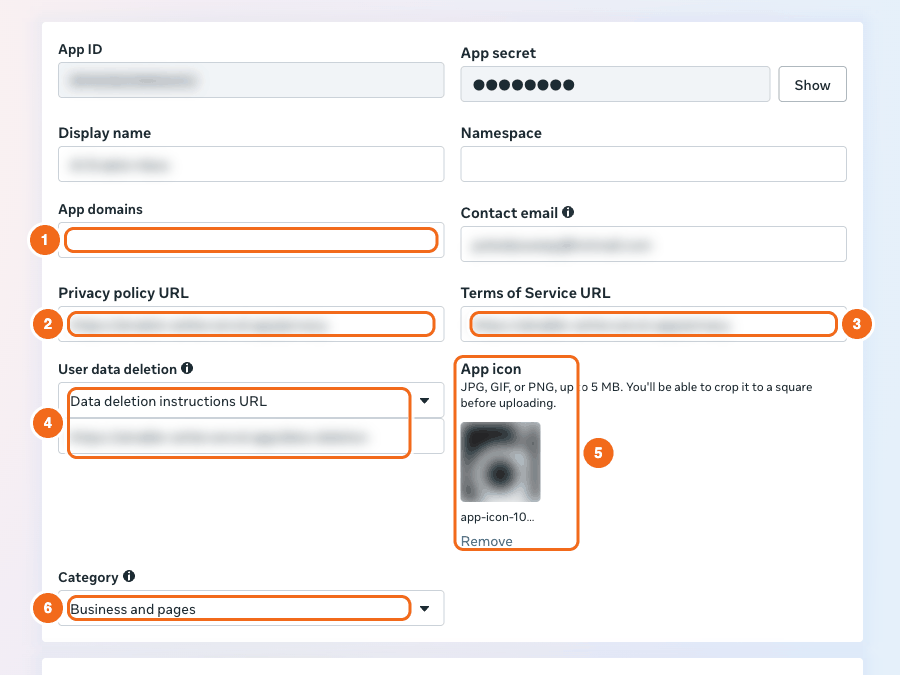 App ID
App secret
Show
Display name
Namespace
App domains
Contact email
1
Privacy policy URL
Terms of Service URL
2
3
User data deletion
App icon
JPG, GIF, or PNG, up to 5 MB. You'll be able to crop it to a square
before uploading.
Data deletion instructions URL
4
5
app-icon-10...
Remove
Category
6
Business and pages